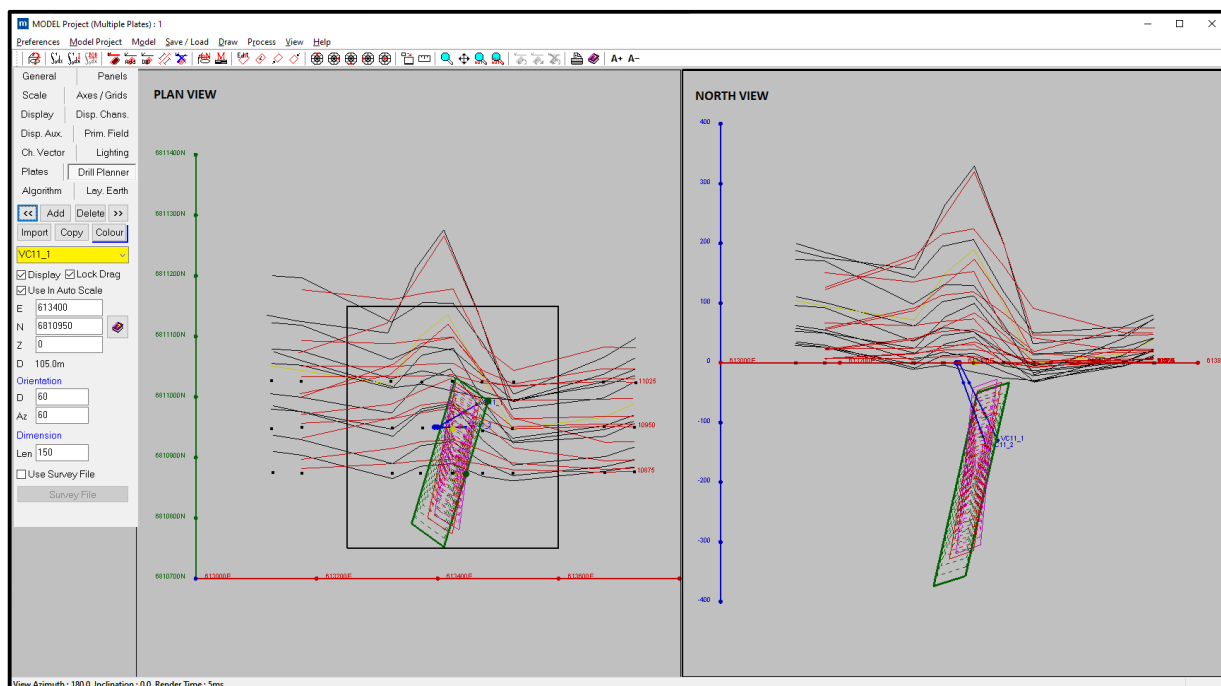 MODEL Project (Multiple Plates) : 1
Preferences Model Project Model Save / Load Draw Process View Help
Edit A+ A-
General Panels
Scale Axes / Grids
Display Disp. Chans.
Disp. Aux. Prim. Field
Ch. Vector Lighting
Plates Drill Planner
Algorithm Lay. Earth
<< Add Delete >>
Import Copy Colour
VC11_1
Display Lock Drag
Use In Auto Scale
E 613400
N 6810950
Z 0
D 105.0m
Orientation
D 60
Az 60
Dimension
Len 150
Use Survey File
Survey File
PLAN VIEW
6811400N
6811300N
6811200N
6811100N
6811000N
6810900N
6810800N
6810700N
613000E 613200E 613400E 613600E
11025
10950
10875
NORTH VIEW
400
300
200
100
0
-100
-200
-300
-400
613000E
VC11_1
View Azimuth : 180.0 Inclination : 0.0 Render Time : 5ms